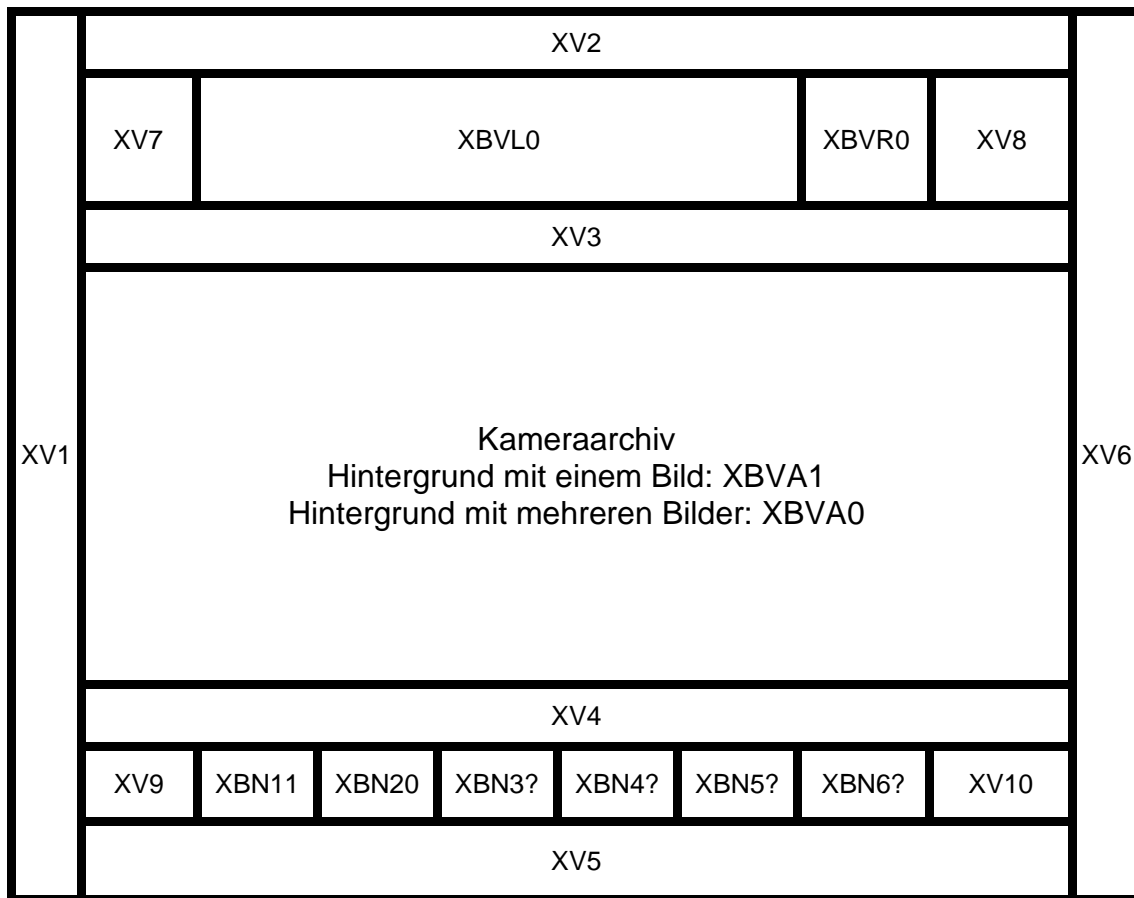 XV2
XV7
XBVL0
XBVR0
XV8
XV3
XV1
Kameraarchiv
Hintergrund mit einem Bild: XBVA1
Hintergrund mit mehreren Bilder: XBVA0
XV6
XV4
XV9
XBN11
XBN20
XBN3?
XBN4?
XBN5?
XBN6?
XV10
XV5